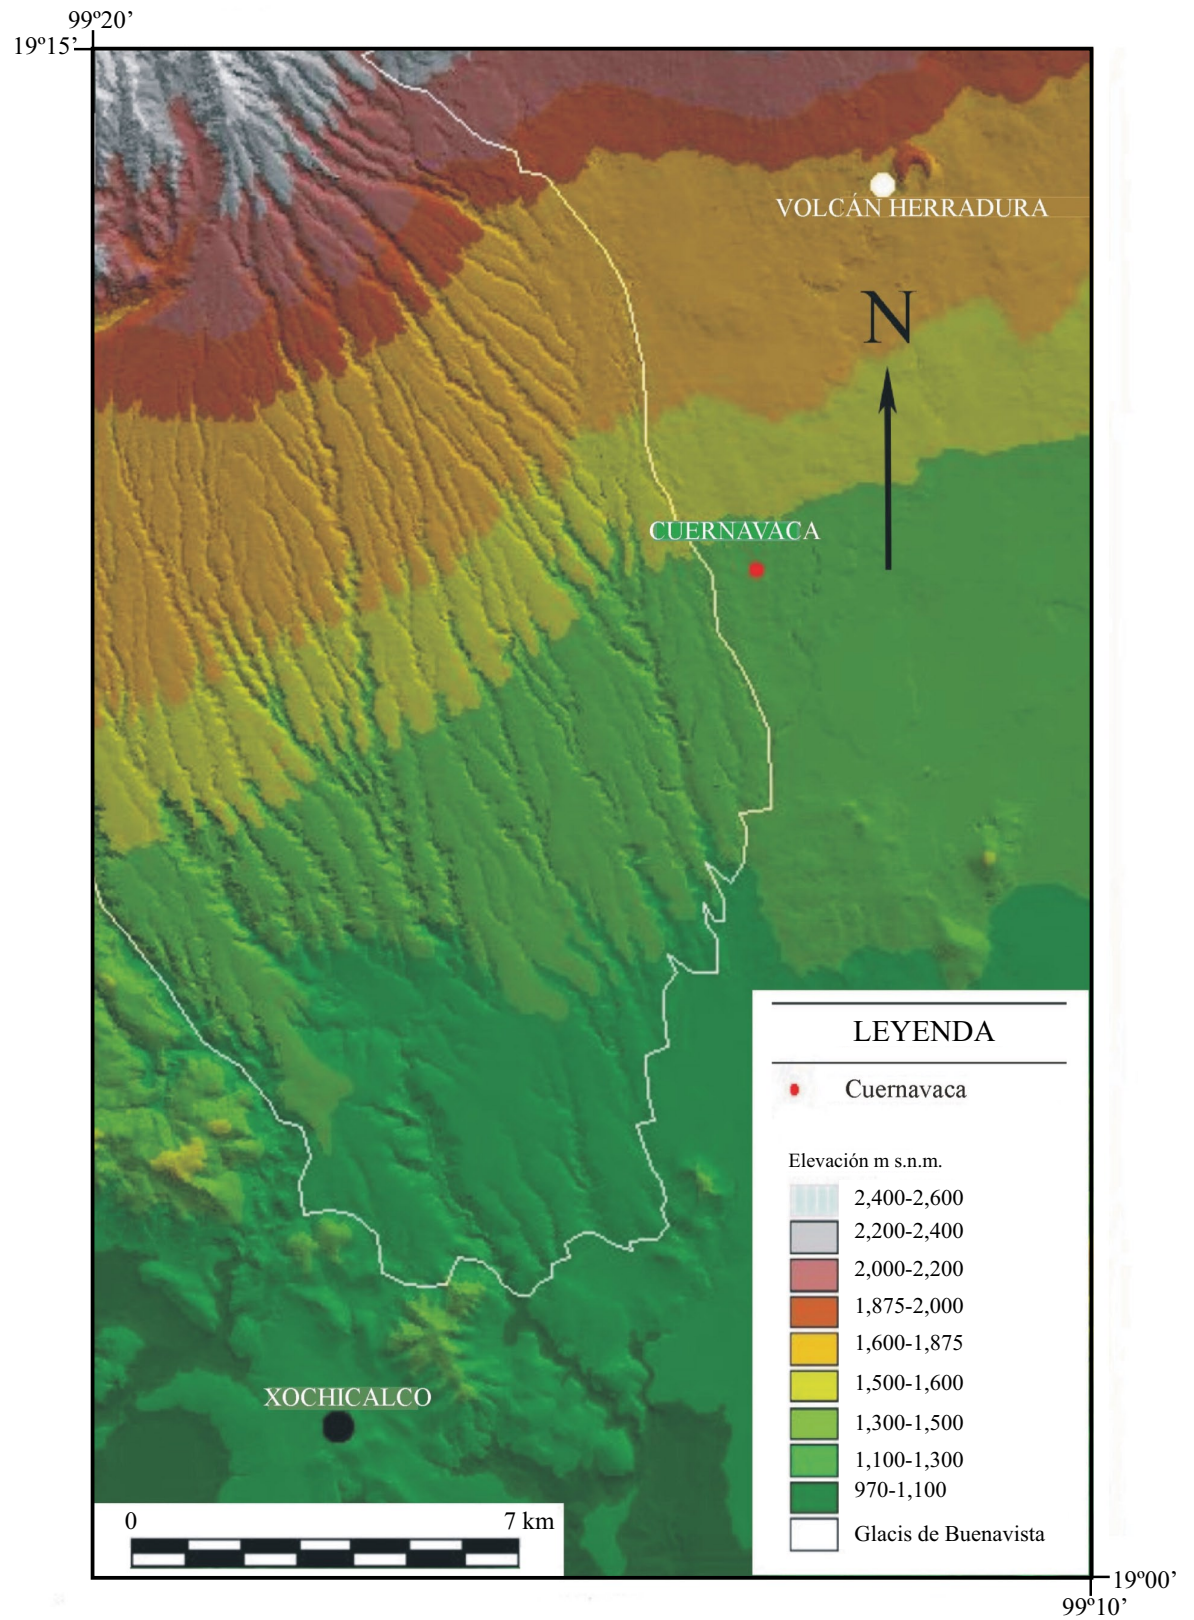 99º20’
19º15’
VOLCÁN HERRADURA
N
CUERNAVACA
LEYENDA
Cuernavaca
Elevación m s.n.m.
2,400-2,600
2,200-2,400
2,000-2,200
1,875-2,000
1,600-1,875
1,500-1,600
1,300-1,500
1,100-1,300
970-1,100
Glacis de Buenavista
XOCHICALCO
0 7 km
19º00’
99º10’